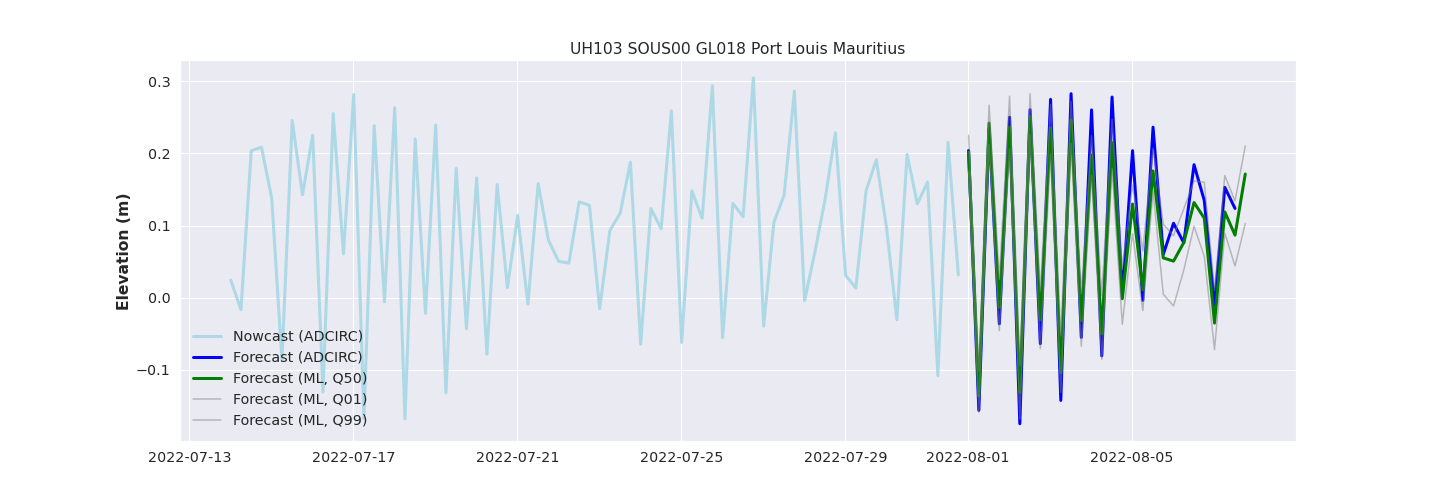 UH103 SOUS00 GL018 Port Louis Mauritius
Elevation (m)
0.3
0.2
0.1
0.0
−0.1
Nowcast (ADCIRC)
Forecast (ADCIRC)
Forecast (ML, Q50)
Forecast (ML, Q01)
Forecast (ML, Q99)
2022-07-13 2022-07-17 2022-07-21 2022-07-25 2022-07-29 2022-08-01 2022-08-05